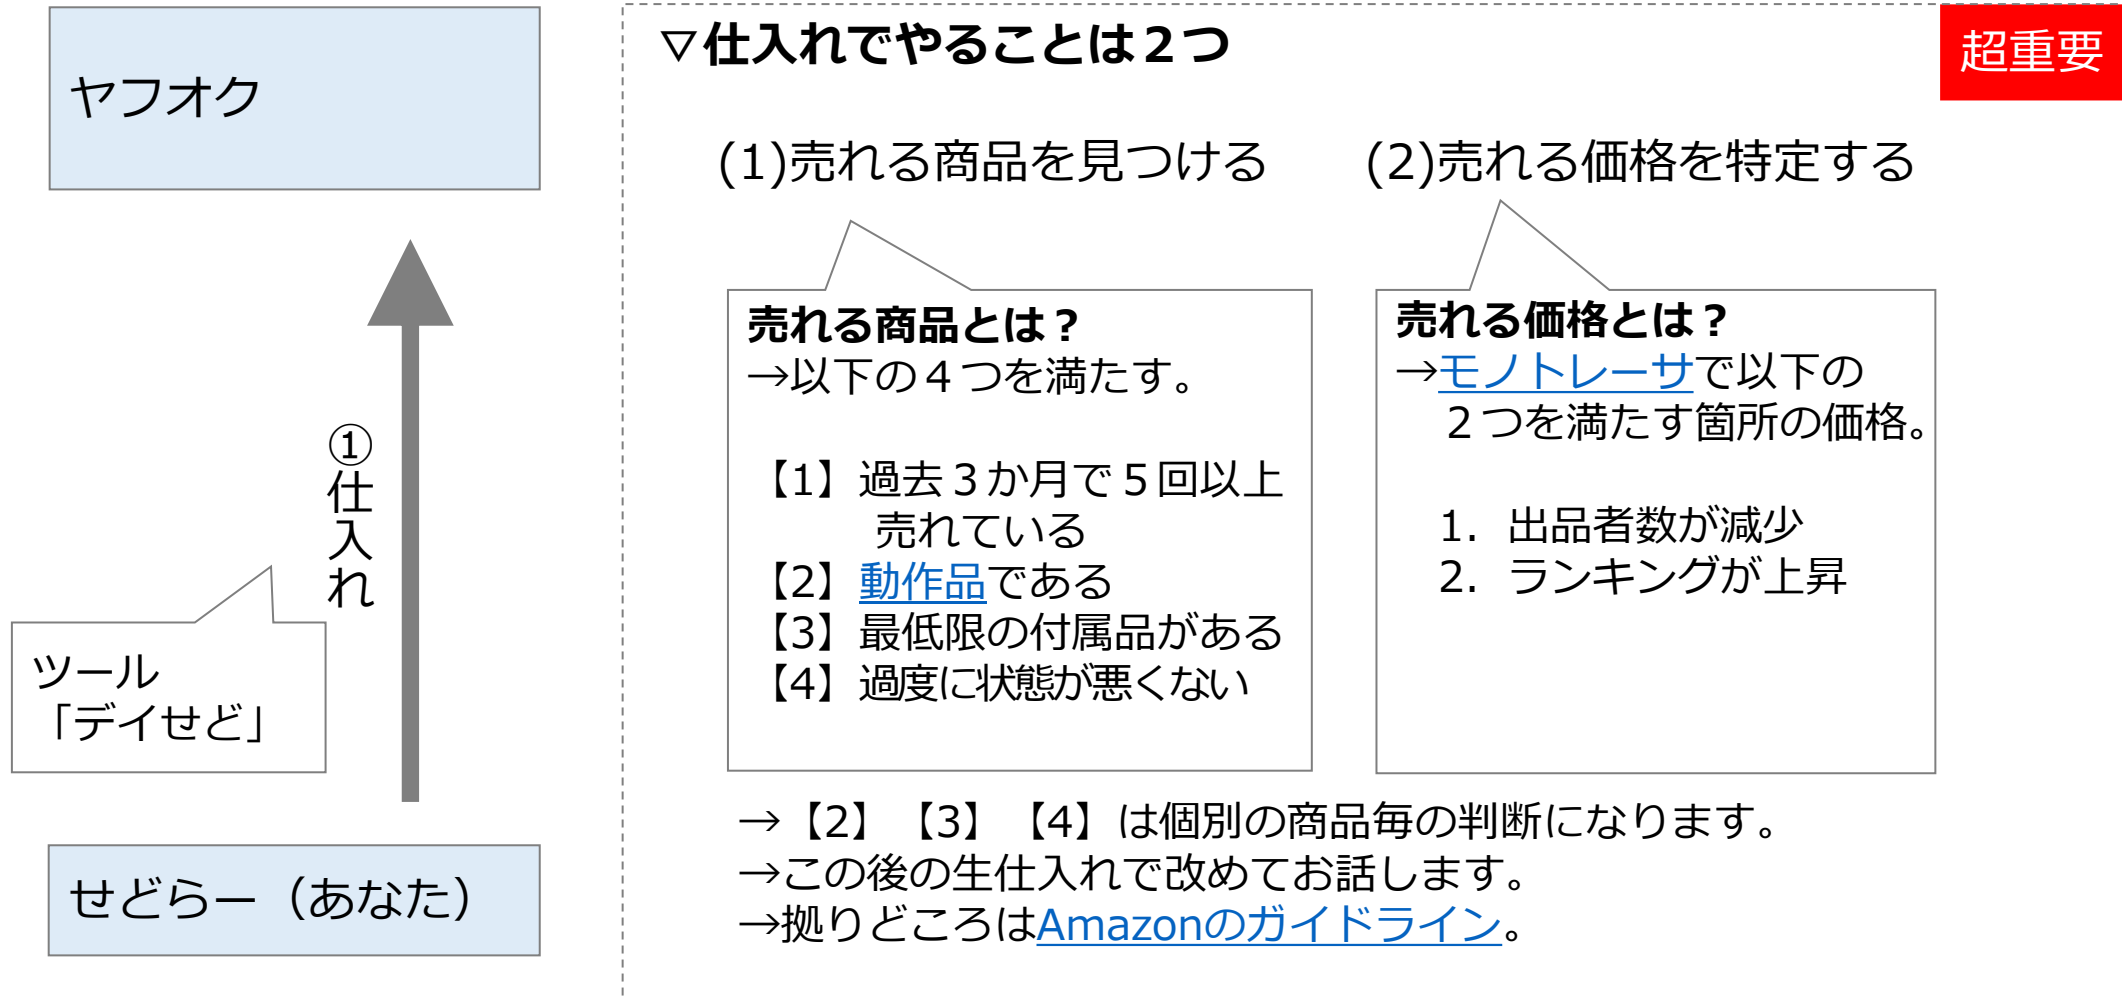 ヤフオク
①仕入れ
ツール
「デイせど」
せどらー（あなた）
▽仕入れでやることは２つ
超重要
(1)売れる商品を見つける
(2)売れる価格を特定する
売れる商品とは？
→以下の４つを満たす。
【1】過去３か月で５回以上
売れている
【2】動作品である
【3】最低限の付属品がある
【4】過度に状態が悪くない
売れる価格とは？
→モノトレーサで以下の
２つを満たす箇所の価格。
1. 出品者数が減少
2. ランキングが上昇
→【2】【3】【4】は個別の商品毎の判断になります。
→この後の生仕入れで改めてお話します。
→拠りどころはAmazonのガイドライン。